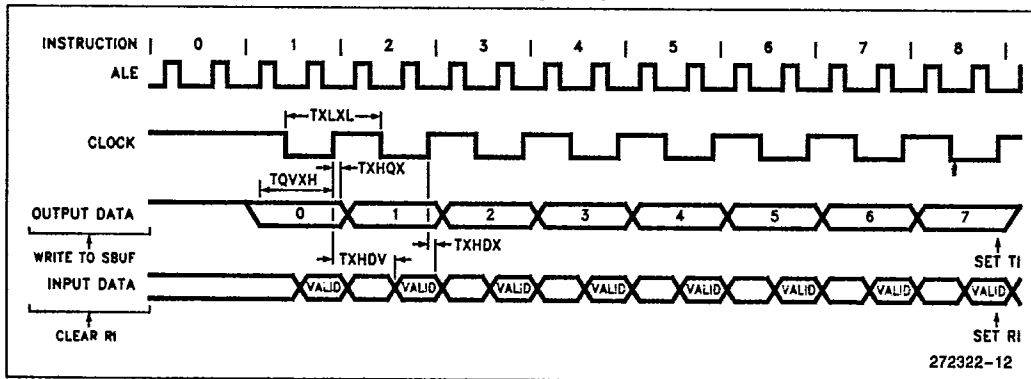 INSTRUCTION | 0 | 1 | 2 | 3 | 4 | 5 | 6 | 7 | 8 |
ALE
TXLXL
CLOCK
TQVXH TXHQX
OUTPUT DATA 0 1 2 3 4 5 6 7
WRITE TO SBUF TXHDV TXHDX SET TI
INPUT DATA VALID VALID VALID VALID VALID VALID VALID VALID
CLEAR RI SET RI
272322-12